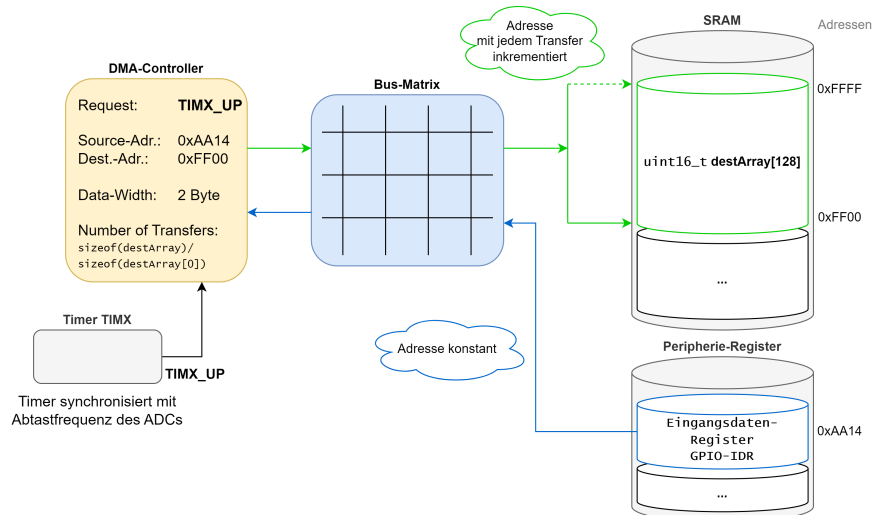 DMA-Controller
Request: TIMX_UP
Source-Adr.: 0xAA14
Dest.-Adr.: 0xFF00
Data-Width: 2 Byte
Number of Transfers:
sizeof(destArray)/
sizeof(destArray[0])
Timer TIMX
TIMX_UP
Timer synchronisiert mit
Abtastfrequenz des ADCs
Bus-Matrix
Adresse
mit jedem Transfer
inkrementiert
Adresse konstant
SRAM
Adressen
0xFFFF
uint16_t destArray[128]
0xFF00
...
Peripherie-Register
Eingangsdaten-
Register
GPIO-IDR
0xAA14
...